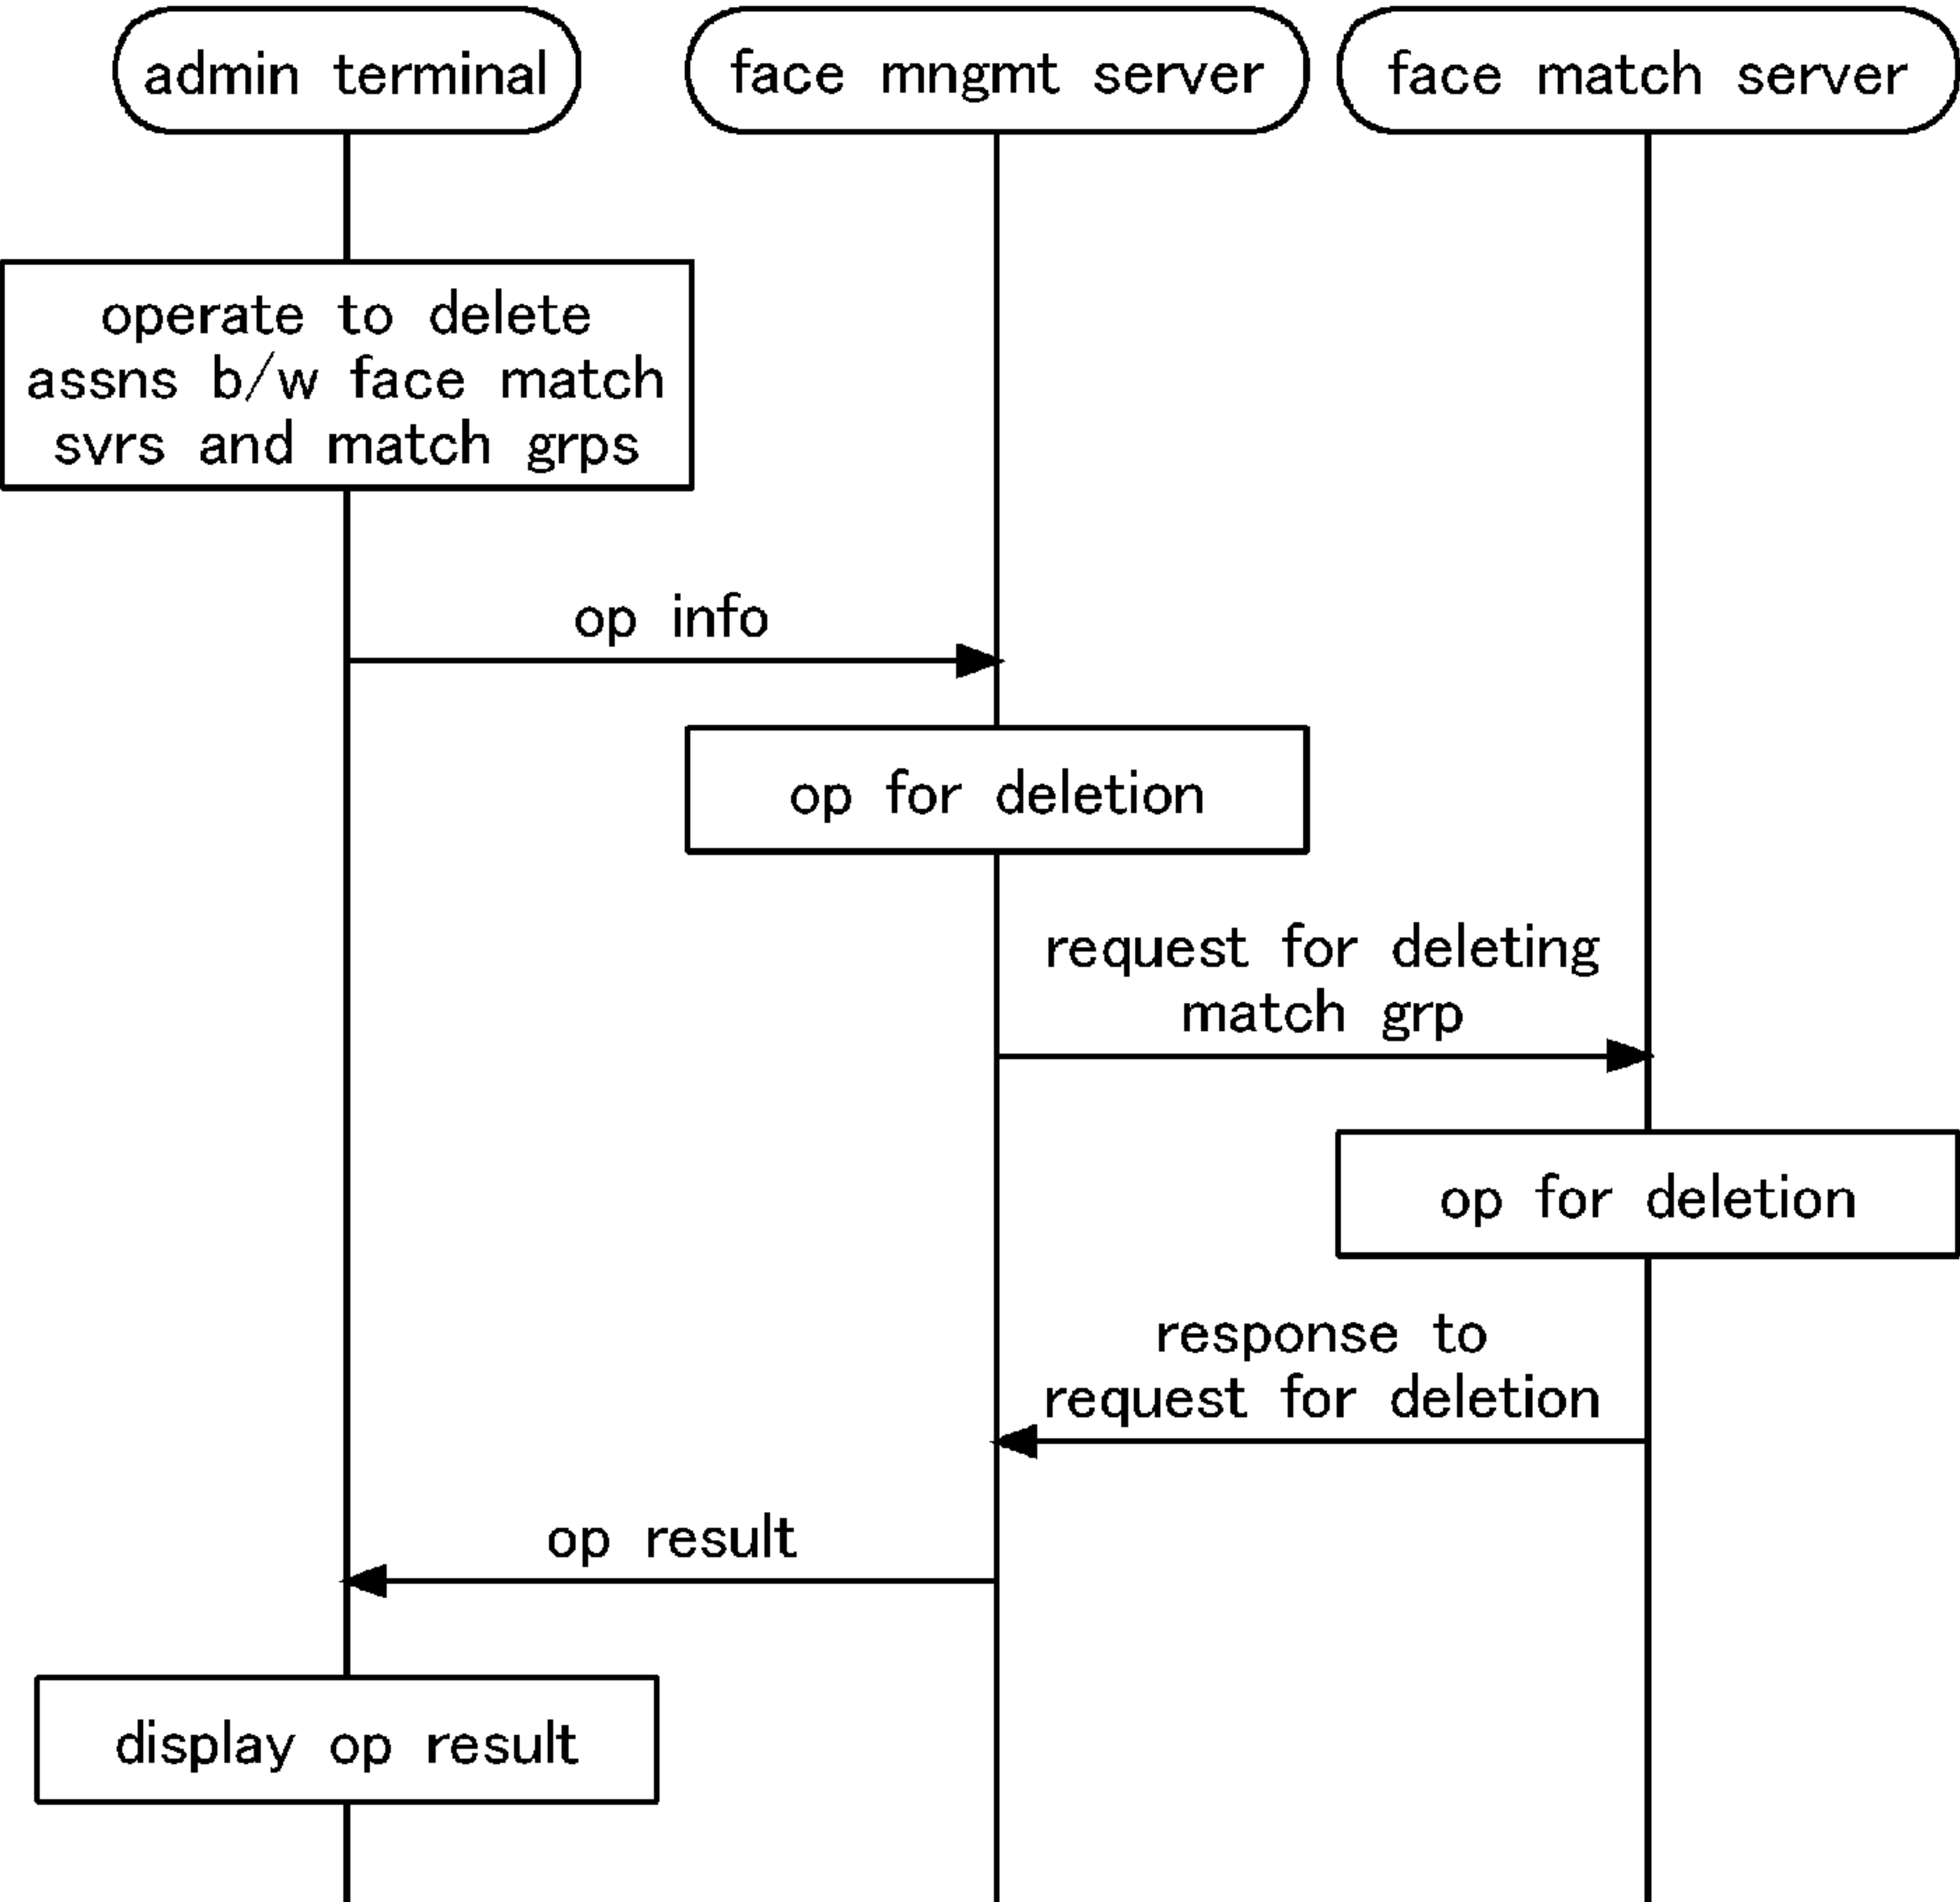 admin terminal
face mngmt server
face match server
operate to delete
assns b/w face match
svrs and match grps
op info
op for deletion
request for deleting
match grp
op for deletion
response to
request for deletion
op result
display op result